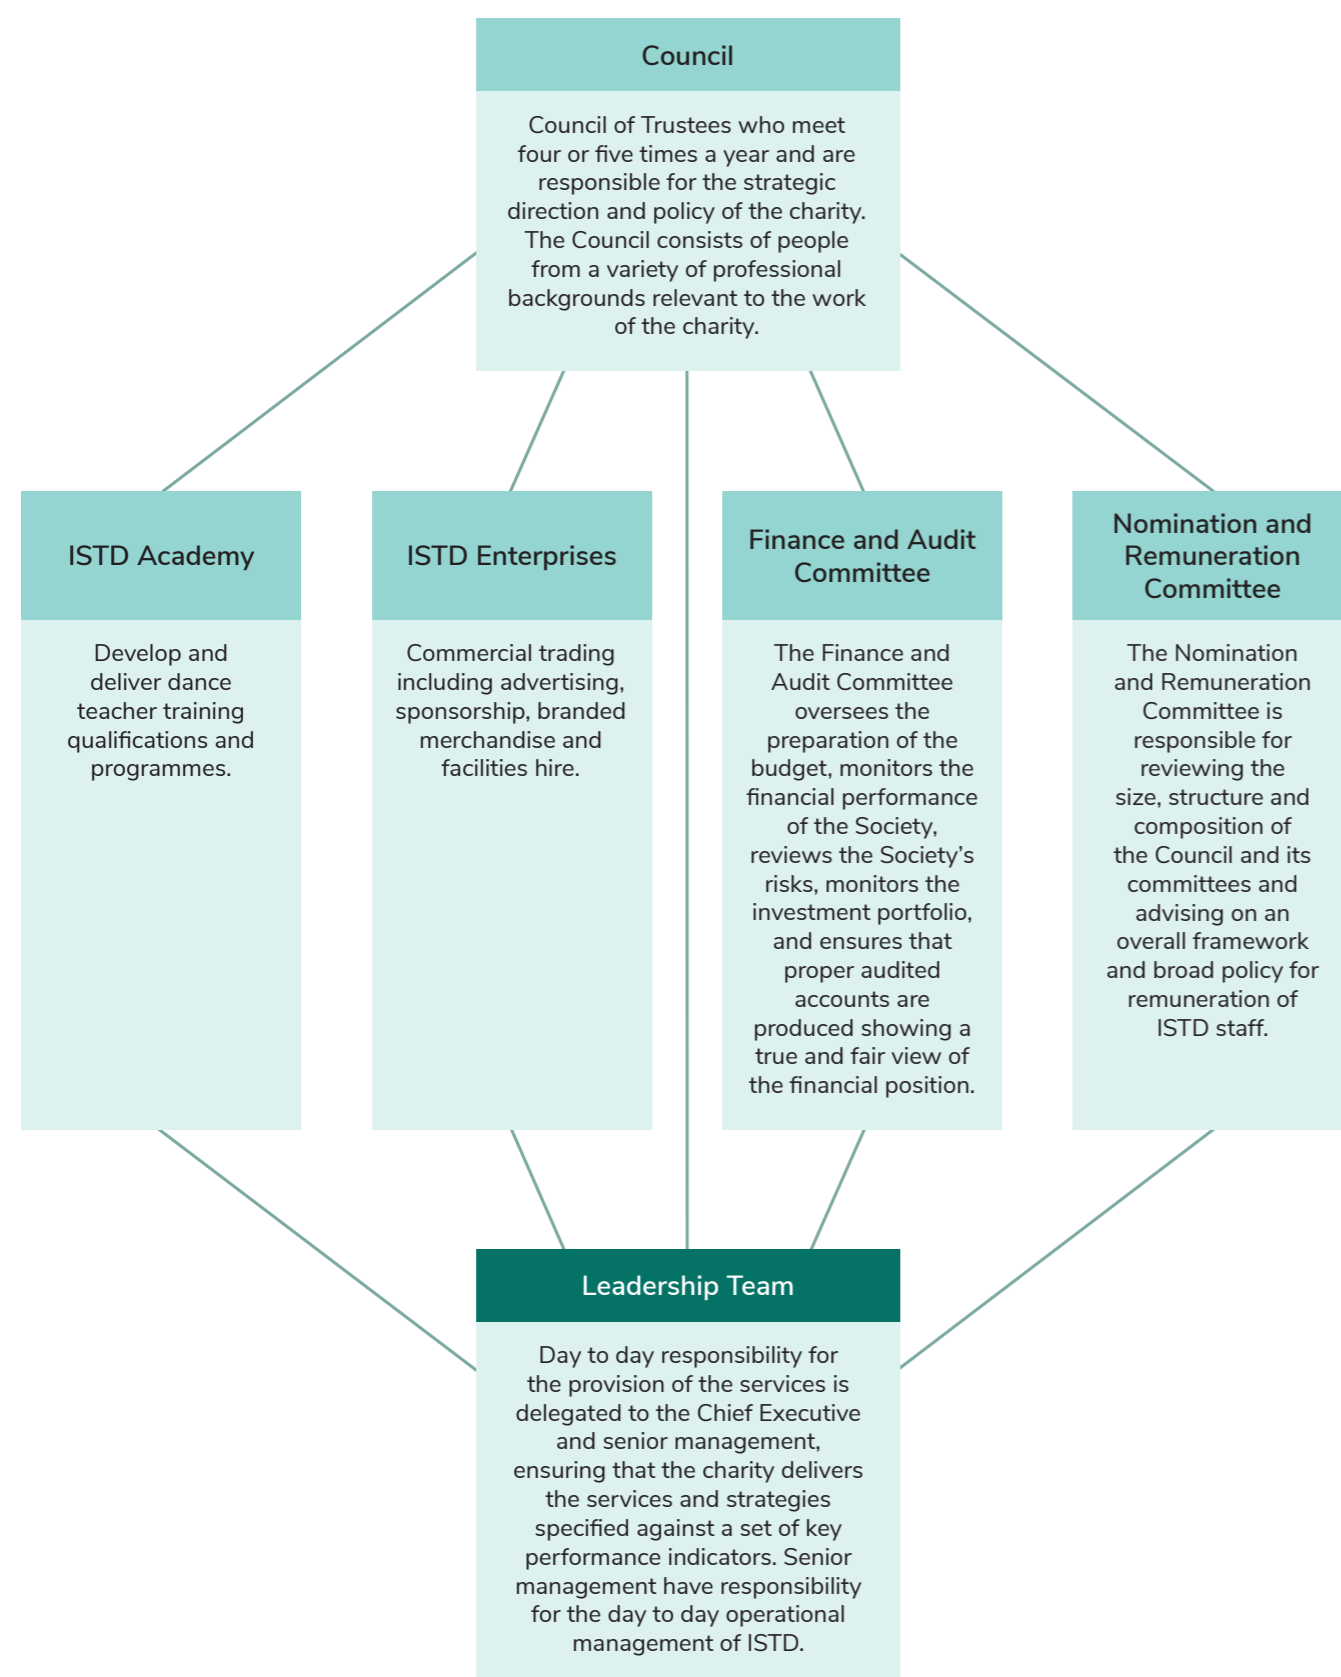 Council
Council of Trustees who meet
four or five times a year and are
responsible for the strategic
direction and policy of the charity.
The Council consists of people
from a variety of professional
backgrounds relevant to the work
of the charity.
ISTD Academy
Develop and
deliver dance
teacher training
qualifications and
programmes.
ISTD Enterprises
Commercial trading
including advertising,
sponsorship, branded
merchandise and
facilities hire.
Finance and Audit
Committee
The Finance and
Audit Committee
oversees the
preparation of the
budget, monitors the
financial performance
of the Society,
reviews the Society’s
risks, monitors the
investment portfolio,
and ensures that
proper audited
accounts are
produced showing a
true and fair view of
the financial position.
Nomination and
Remuneration
Committee
The Nomination
and Remuneration
Committee is
responsible for
reviewing the
size, structure and
composition of
the Council and its
committees and
advising on an
overall framework
and broad policy for
remuneration of
ISTD staff.
Leadership Team
Day to day responsibility for
the provision of the services is
delegated to the Chief Executive
and senior management,
ensuring that the charity delivers
the services and strategies
specified against a set of key
performance indicators. Senior
management have responsibility
for the day to day operational
management of ISTD.